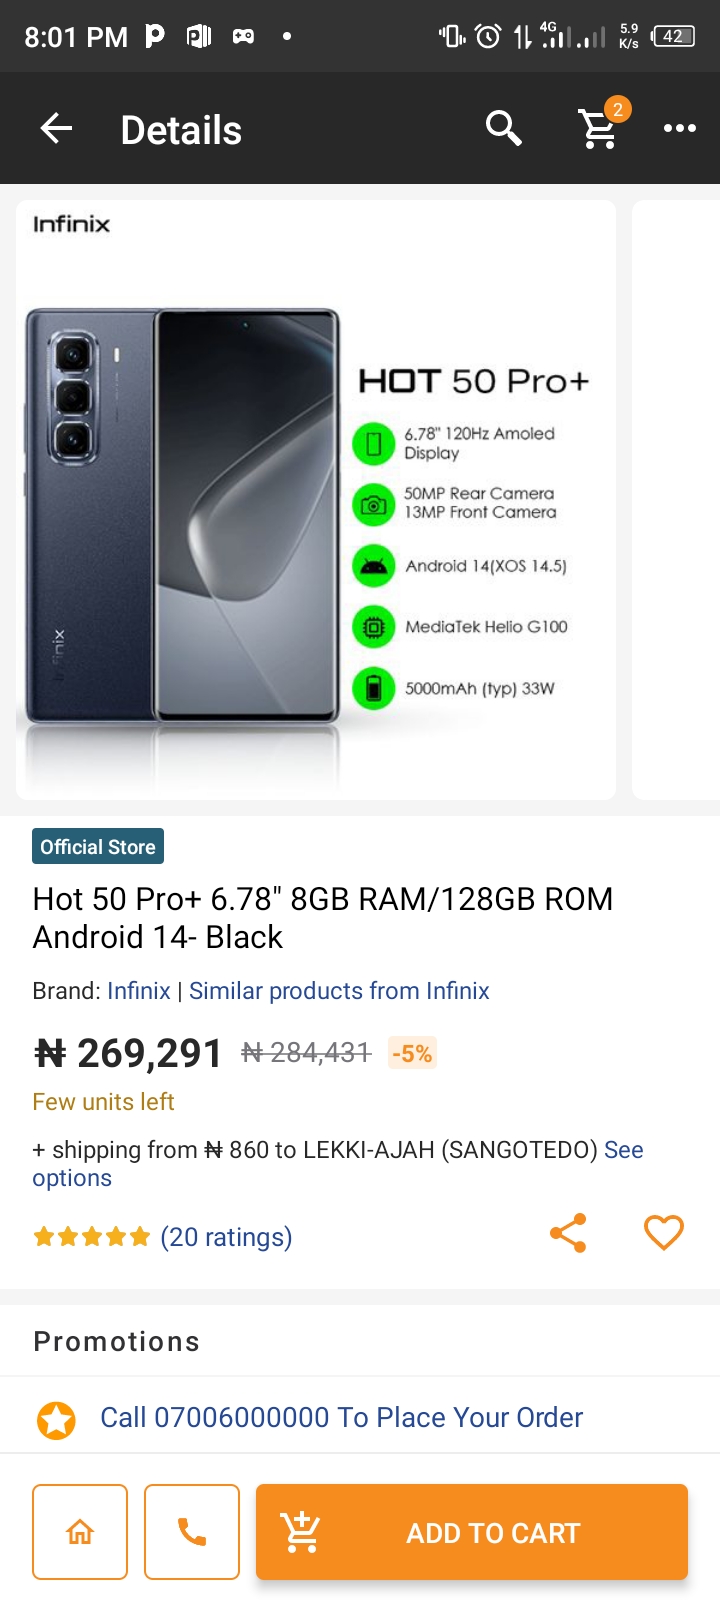 8:01 PM
4G
5.9
K/s
42
Details
2
Infinix
HOT 50 Pro+
6.78" 120Hz Amoled
Display
50MP Rear Camera
13MP Front Camera
Android 14(XOS 14.5)
MediaTek Helio G100
5000mAh (typ) 33W
Infinix
Official Store
Hot 50 Pro+ 6.78" 8GB RAM/128GB ROM
Android 14- Black
Brand: Infinix | Similar products from Infinix
₦ 269,291 ₦ 284,431 -5%
Few units left
+ shipping from ₦ 860 to LEKKI-AJAH (SANGOTEDO) See
options
(20 ratings)
Promotions
Call 07006000000 To Place Your Order
ADD TO CART